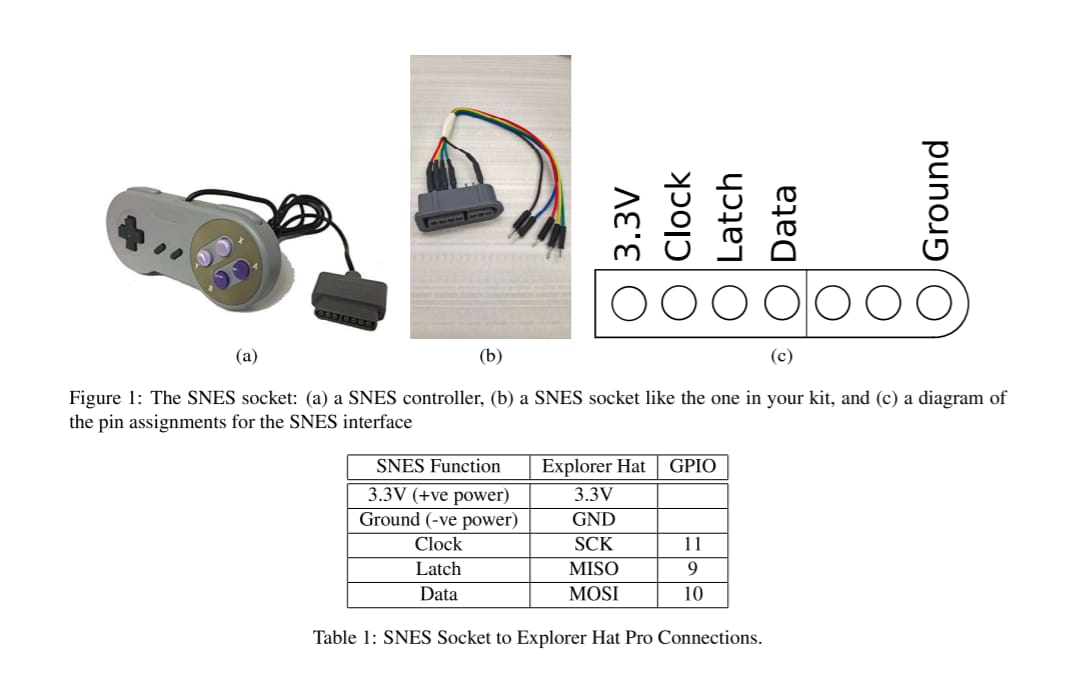 3.3V
Clock
Latch
Data
Ground
X
Y
A
B
(a)
(b)
(c)
Figure 1: The SNES socket: (a) a SNES controller, (b) a SNES socket like the one in your kit, and (c) a diagram of
the pin assignments for the SNES interface
SNES Function Explorer Hat GPIO
3.3V (+ve power) 3.3V
Ground (-ve power) GND
Clock SCK 11
Latch MISO 9
Data MOSI 10
Table 1: SNES Socket to Explorer Hat Pro Connections.